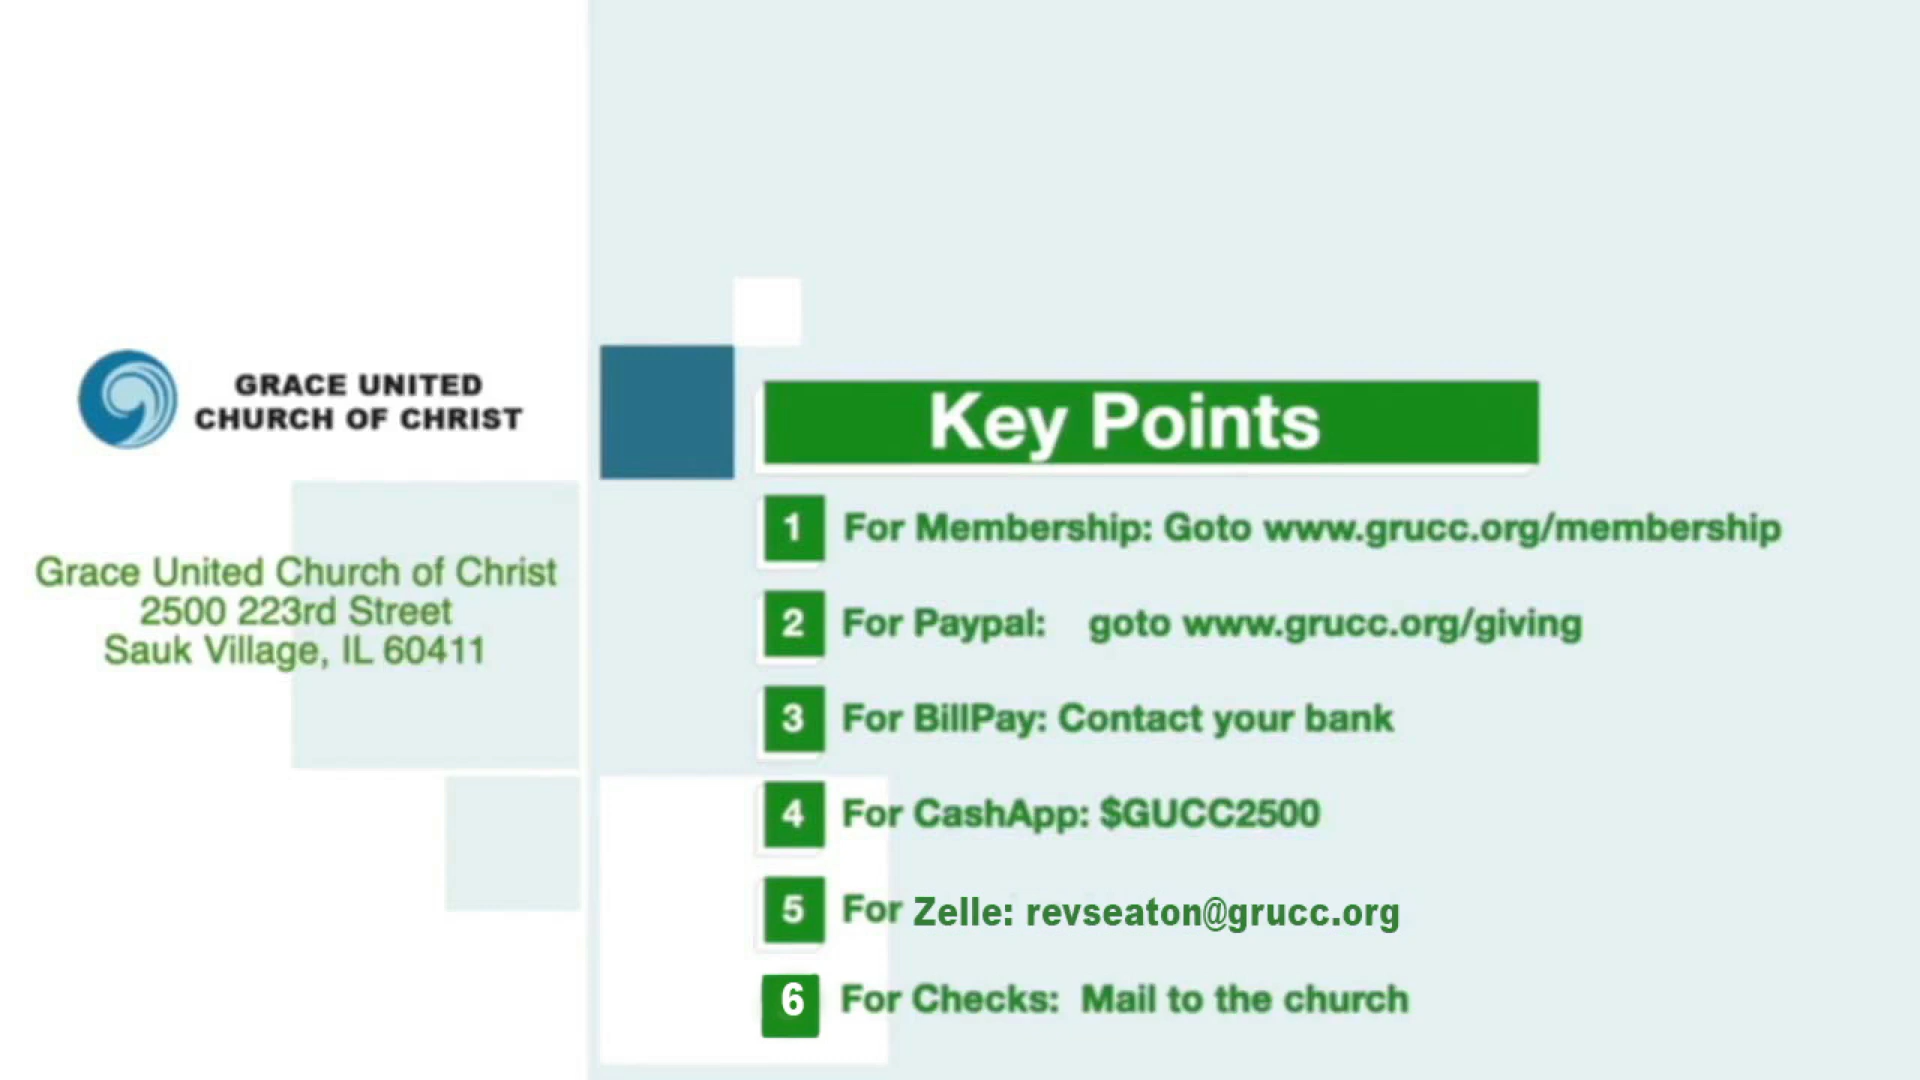 GRACE UNITED
CHURCH OF CHRIST
Grace United Church of Christ
2500 223rd Street
Sauk Village, IL 60411
Key Points
1 For Membership: Goto www.grucc.org/membership
2 For Paypal: goto www.grucc.org/giving
3 For BillPay: Contact your bank
4 For CashApp: $GUCC2500
5 For Zelle: revseaton@grucc.org
6 For Checks: Mail to the church